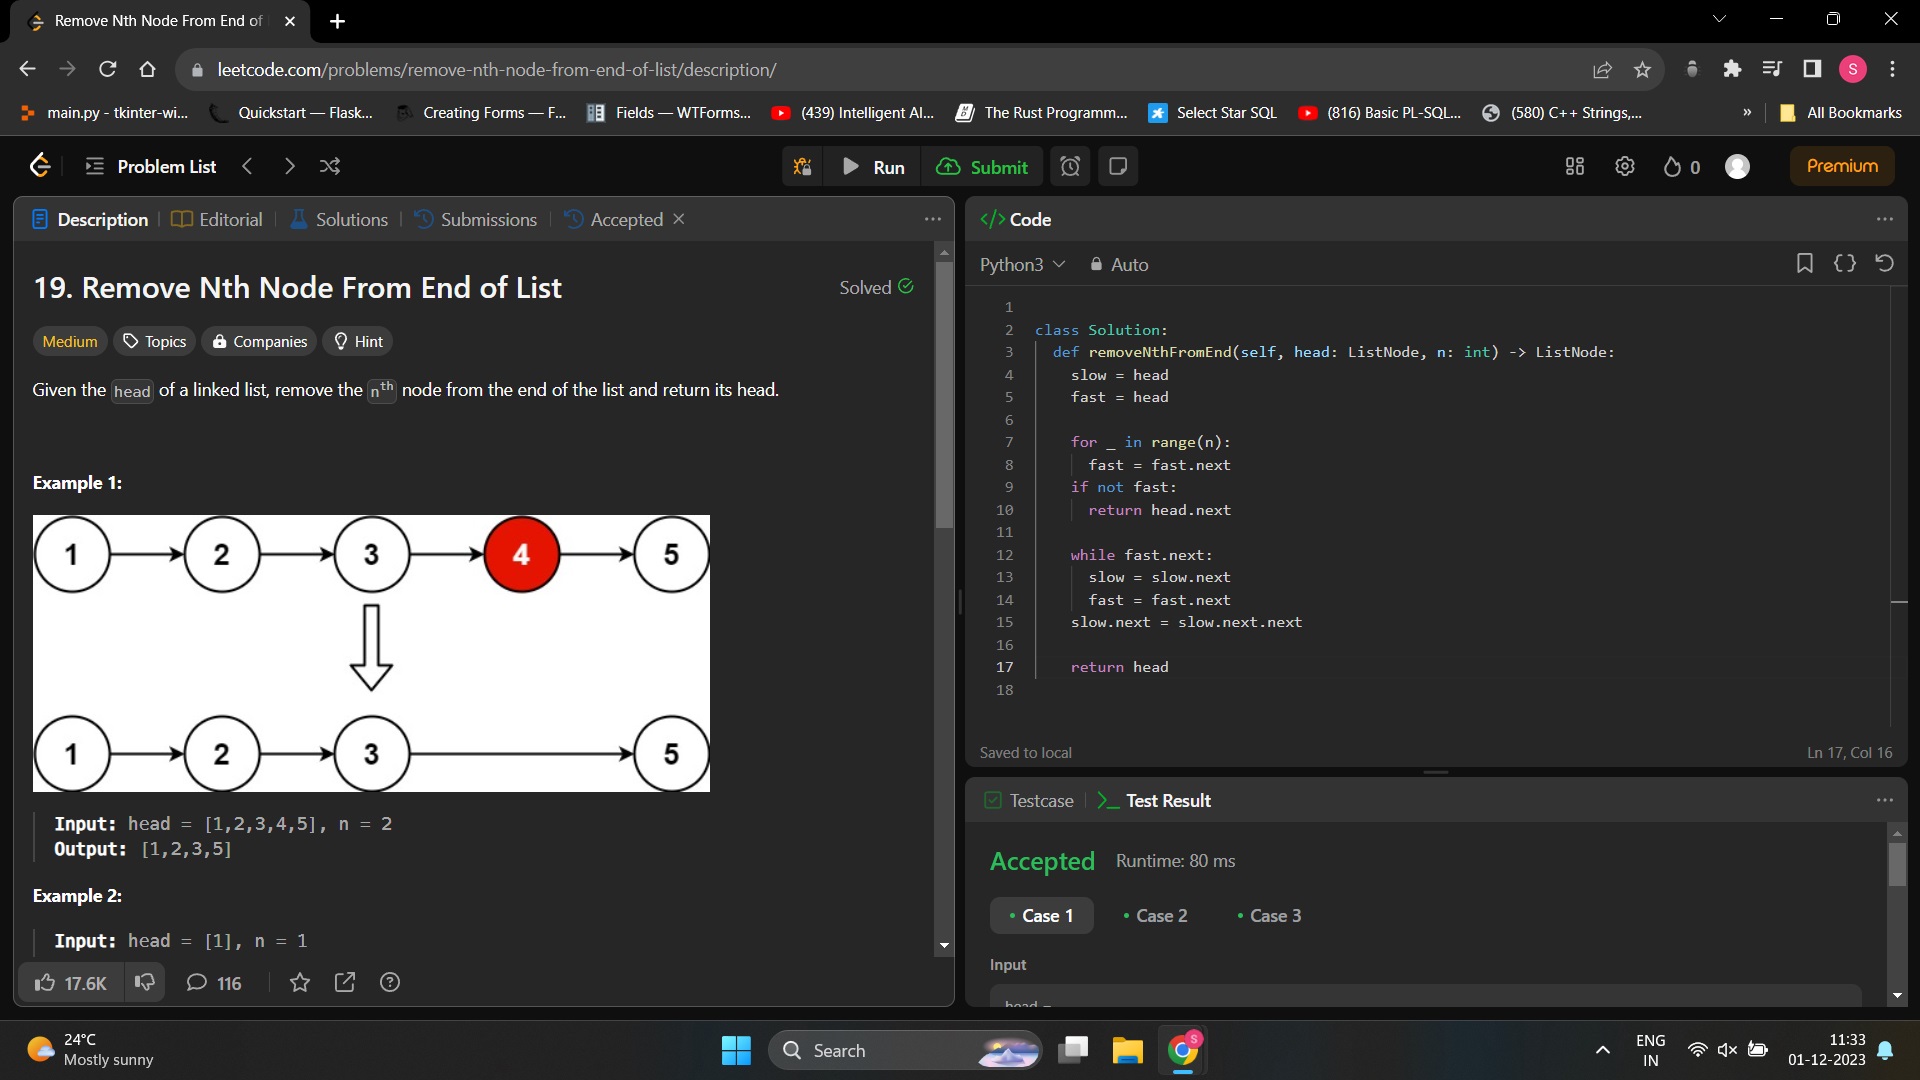 Remove Nth Node From End of
leetcode.com/problems/remove-nth-node-from-end-of-list/description/
S
main.py - tkinter-wi...
Quickstart — Flask...
Creating Forms — F...
Fields — WTForms...
(439) Intelligent AI...
The Rust Programm...
Select Star SQL
(816) Basic PL-SQL...
(580) C++ Strings,...
»
All Bookmarks
Problem List
Run
Submit
0
Premium
Description
Editorial
Solutions
Submissions
Accepted
19. Remove Nth Node From End of List
Solved
Medium
Topics
Companies
Hint
Given the head of a linked list, remove the nth node from the end of the list and return its head.
Example 1:
1 2 3 4 5
1 2 3 5
Input: head = [1,2,3,4,5], n = 2
Output: [1,2,3,5]
Example 2:
Input: head = [1], n = 1
17.6K
116
</> Code
Python3
Auto
1
2 class Solution:
3 def removeNthFromEnd(self, head: ListNode, n: int) -> ListNode:
4 slow = head
5 fast = head
6
7 for _ in range(n):
8 fast = fast.next
9 if not fast:
10 return head.next
11
12 while fast.next:
13 slow = slow.next
14 fast = fast.next
15 slow.next = slow.next.next
16
17 return head
18
Saved to local
Ln 17, Col 16
Testcase
Test Result
Accepted
Runtime: 80 ms
Case 1
Case 2
Case 3
Input
head =
24°C
Mostly sunny
Search
S
ENG
IN
11:33
01-12-2023